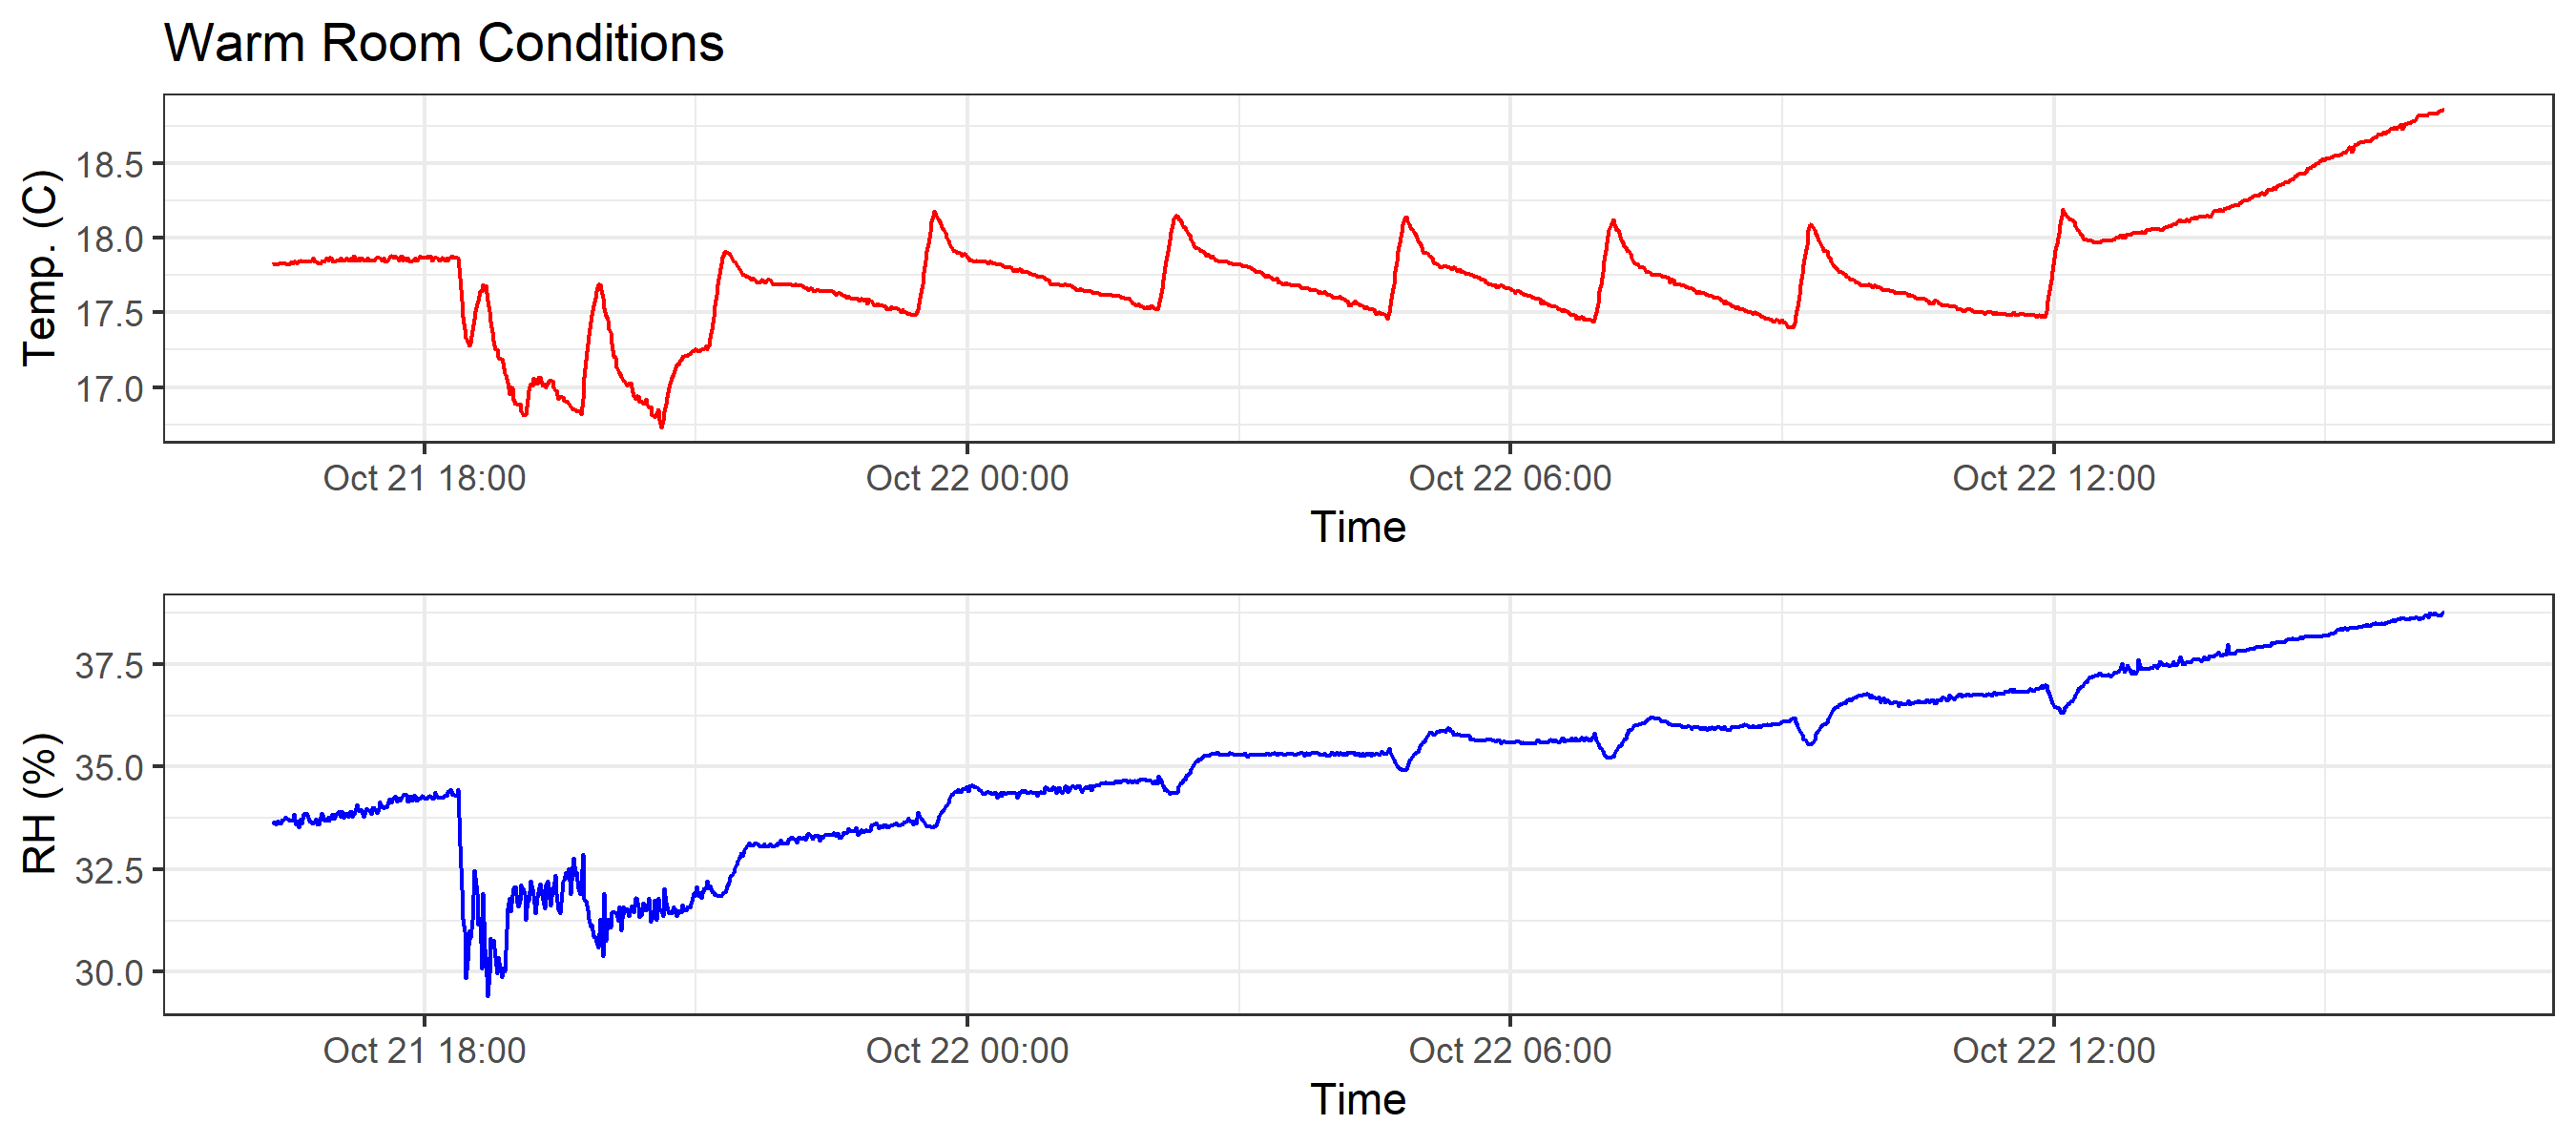 Warm Room Conditions
Temp. (C)
18.5
18.0
17.5
17.0
Oct 21 18:00 Oct 22 00:00 Oct 22 06:00 Oct 22 12:00
Time
RH (%)
37.5
35.0
32.5
30.0
Oct 21 18:00 Oct 22 00:00 Oct 22 06:00 Oct 22 12:00
Time